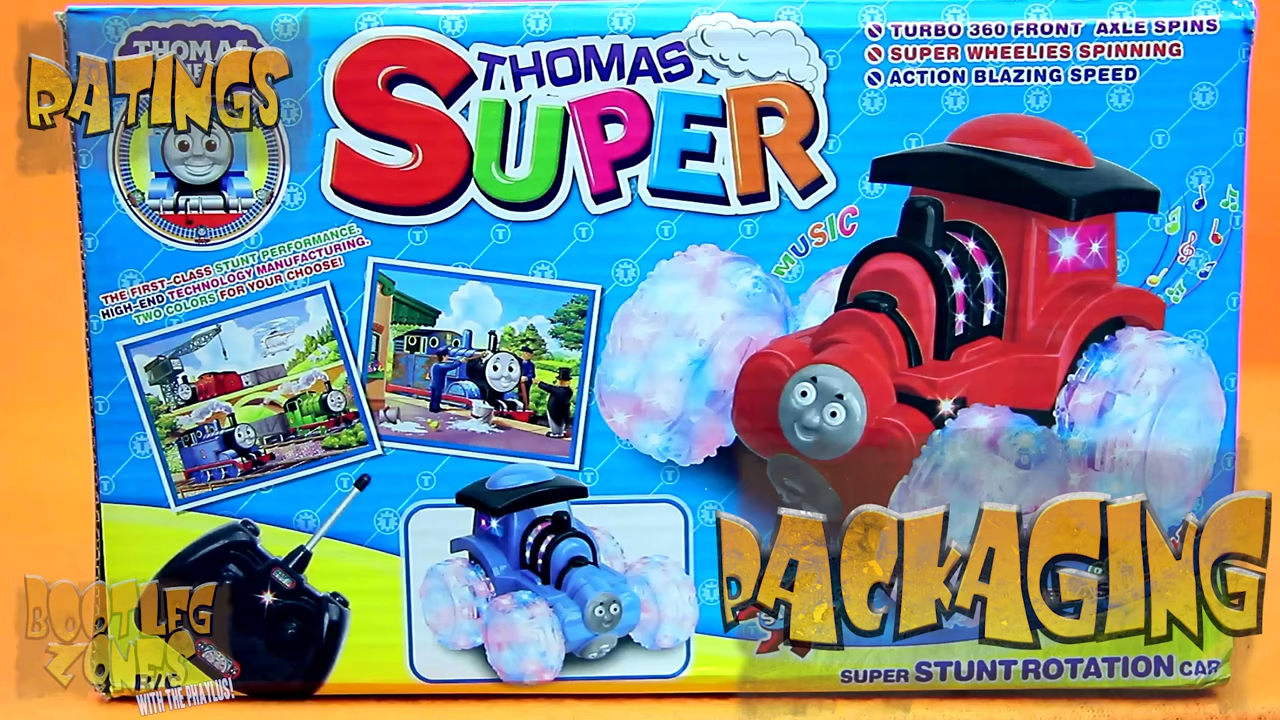 THOMAS
RATINGS
THOMAS
SUPER
TURBO 360 FRONT AXLE SPINS
SUPER WHEELIES SPINNING
ACTION BLAZING SPEED
MUSIC
THE FIRST-CLASS STUNT PERFORMANCE,
HIGH-END TECHNOLOGY MANUFACTURING.
TWO COLORS FOR YOUR CHOOSE!
PACKAGING
BOOTLEG
ZONES
WITH THE PHAYLUS!
R/C
SUPER STUNT ROTATION CAR